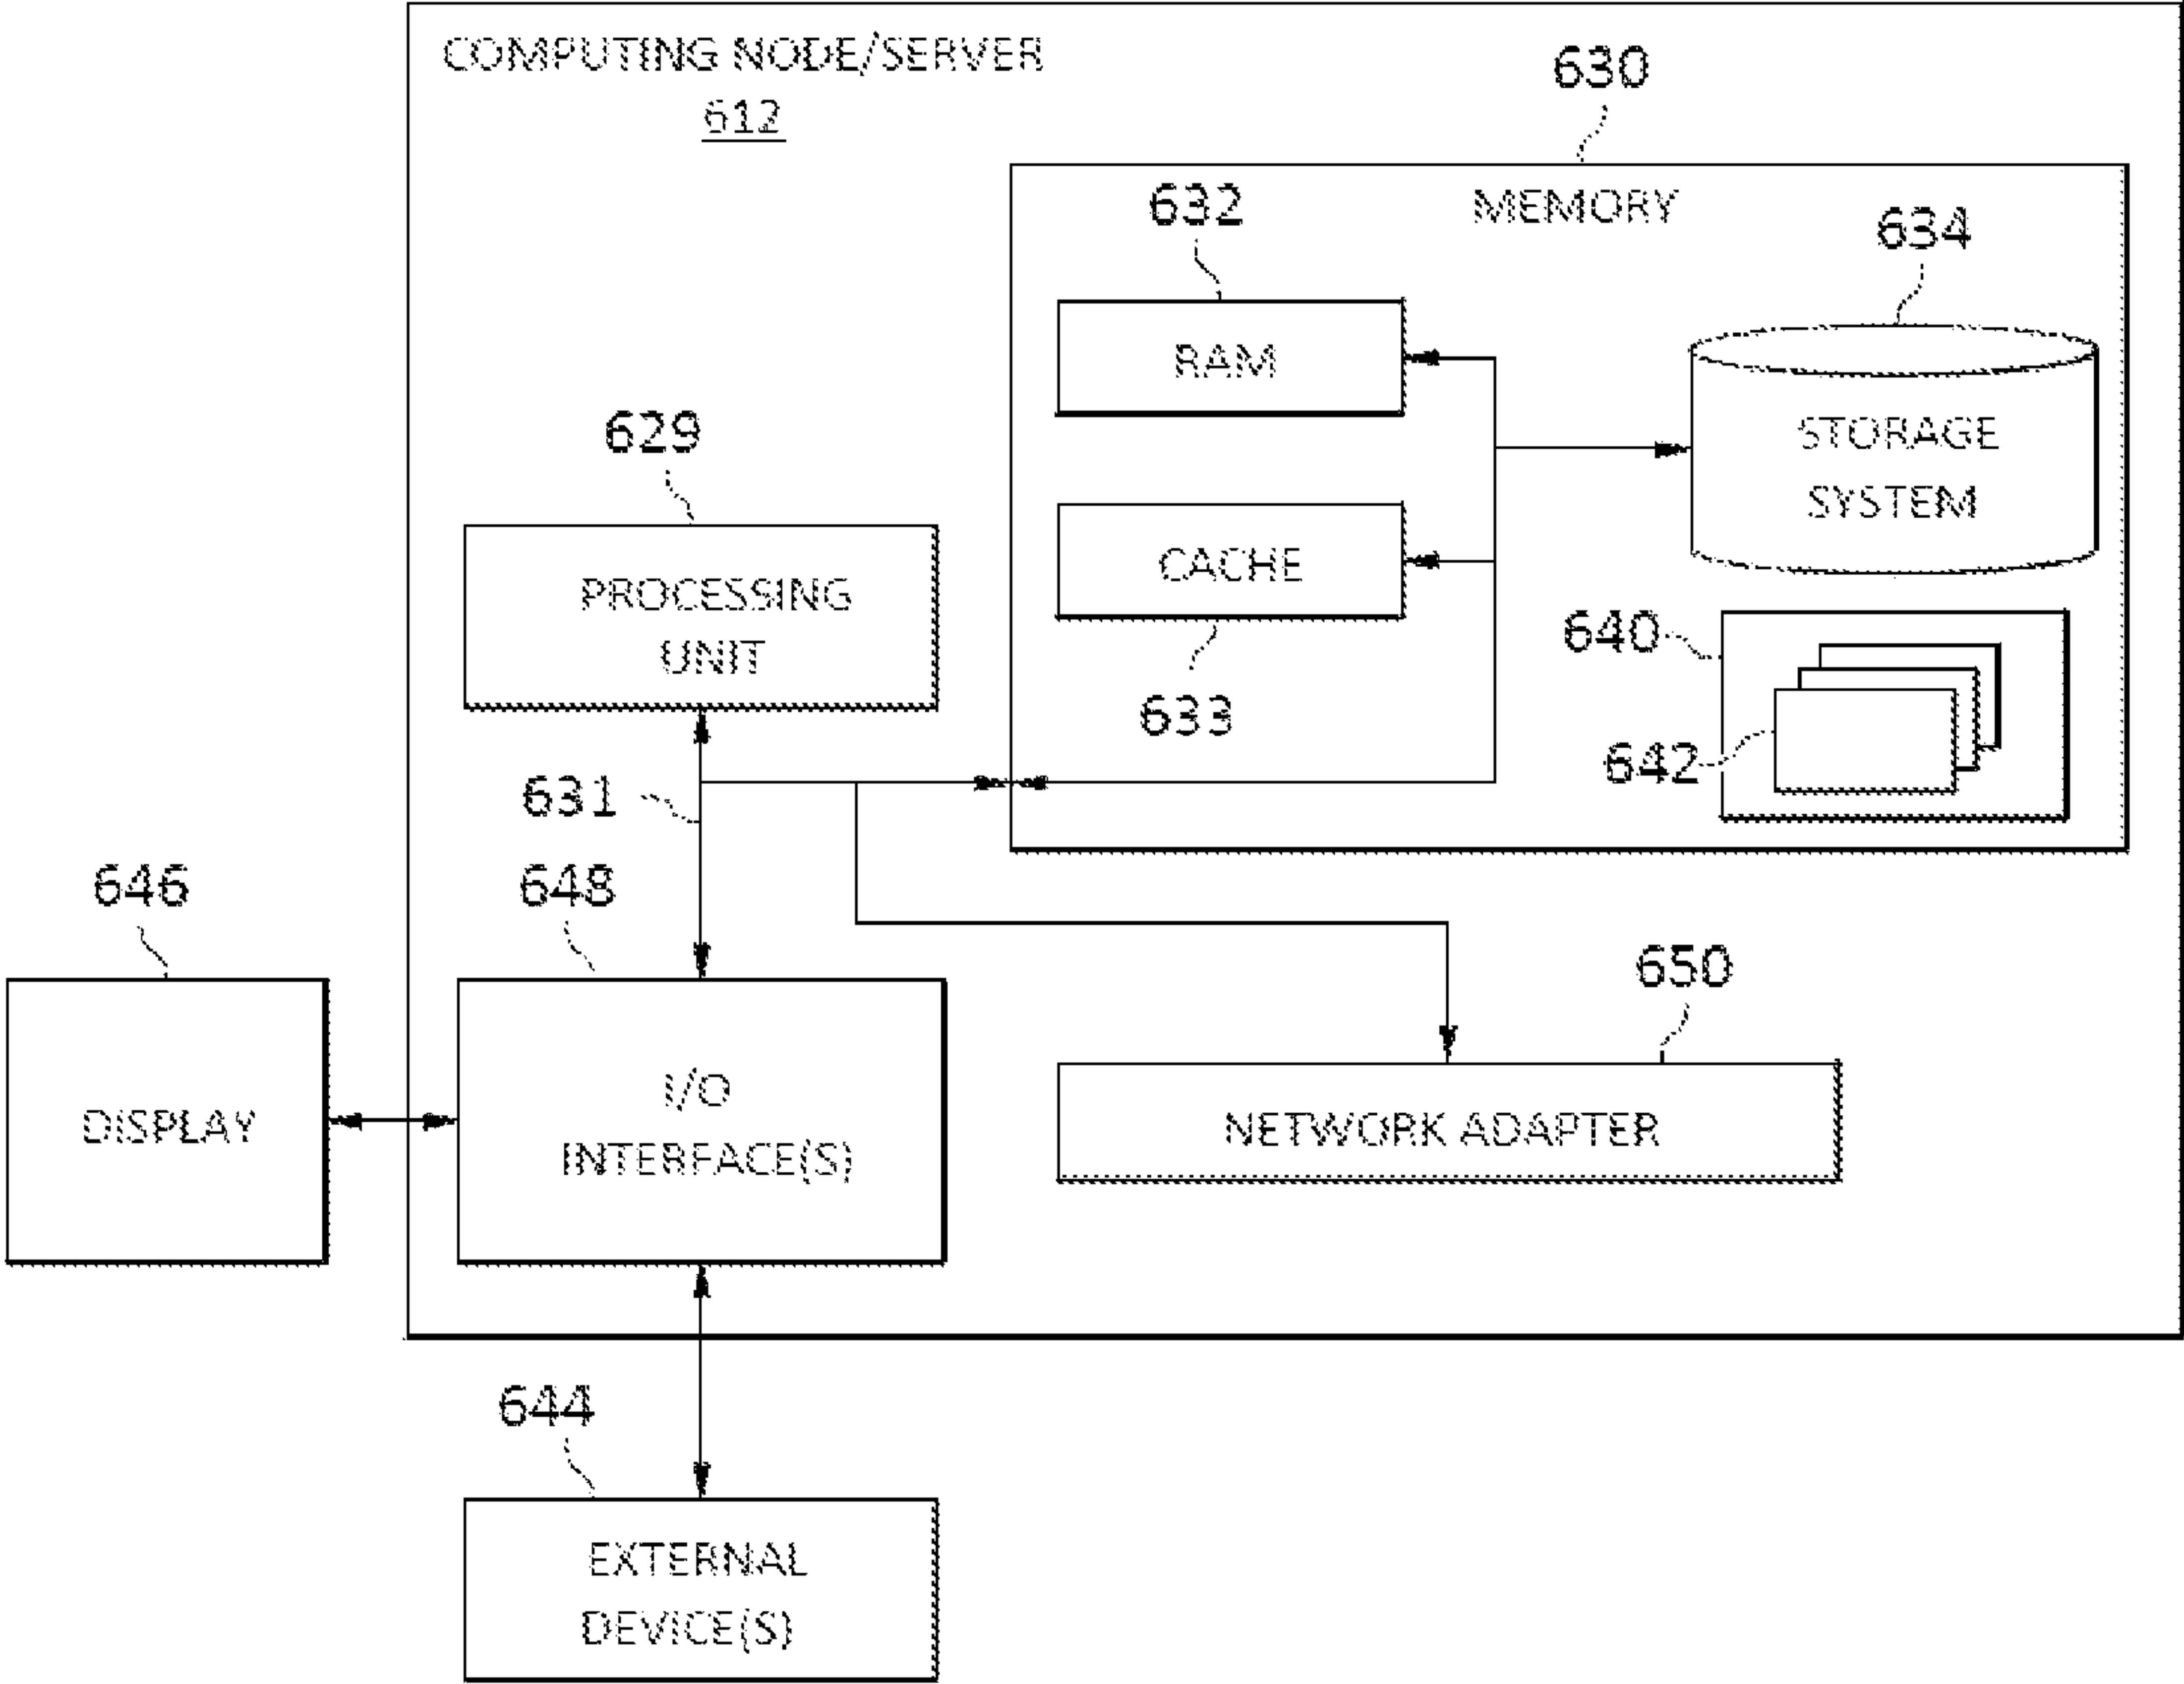 COMPUTING NODE/SERVER
612
630
MEMORY
632
634
RAM
STORAGE
SYSTEM
629
PROCESSING
UNIT
CACHE
633
640
642
631
648
646
650
DISPLAY
I/O
INTERFACE(S)
NETWORK ADAPTER
644
EXTERNAL
DEVICE(S)